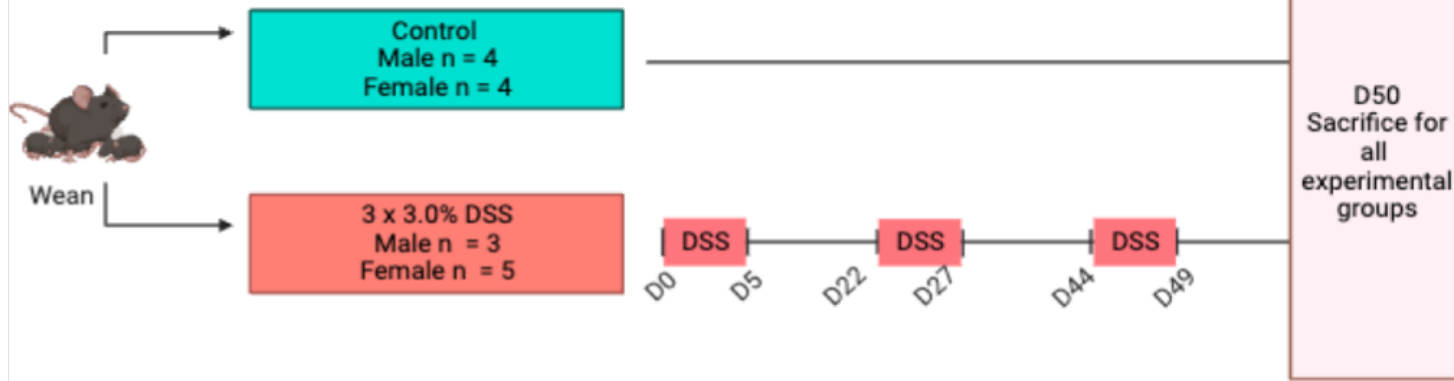 Wean
Control
Male n = 4
Female n = 4
3 x 3.0% DSS
Male n = 3
Female n = 5
DSS
DSS
DSS
D0
D5
D22
D27
D44
D49
D50
Sacrifice for
all
experimental
groups